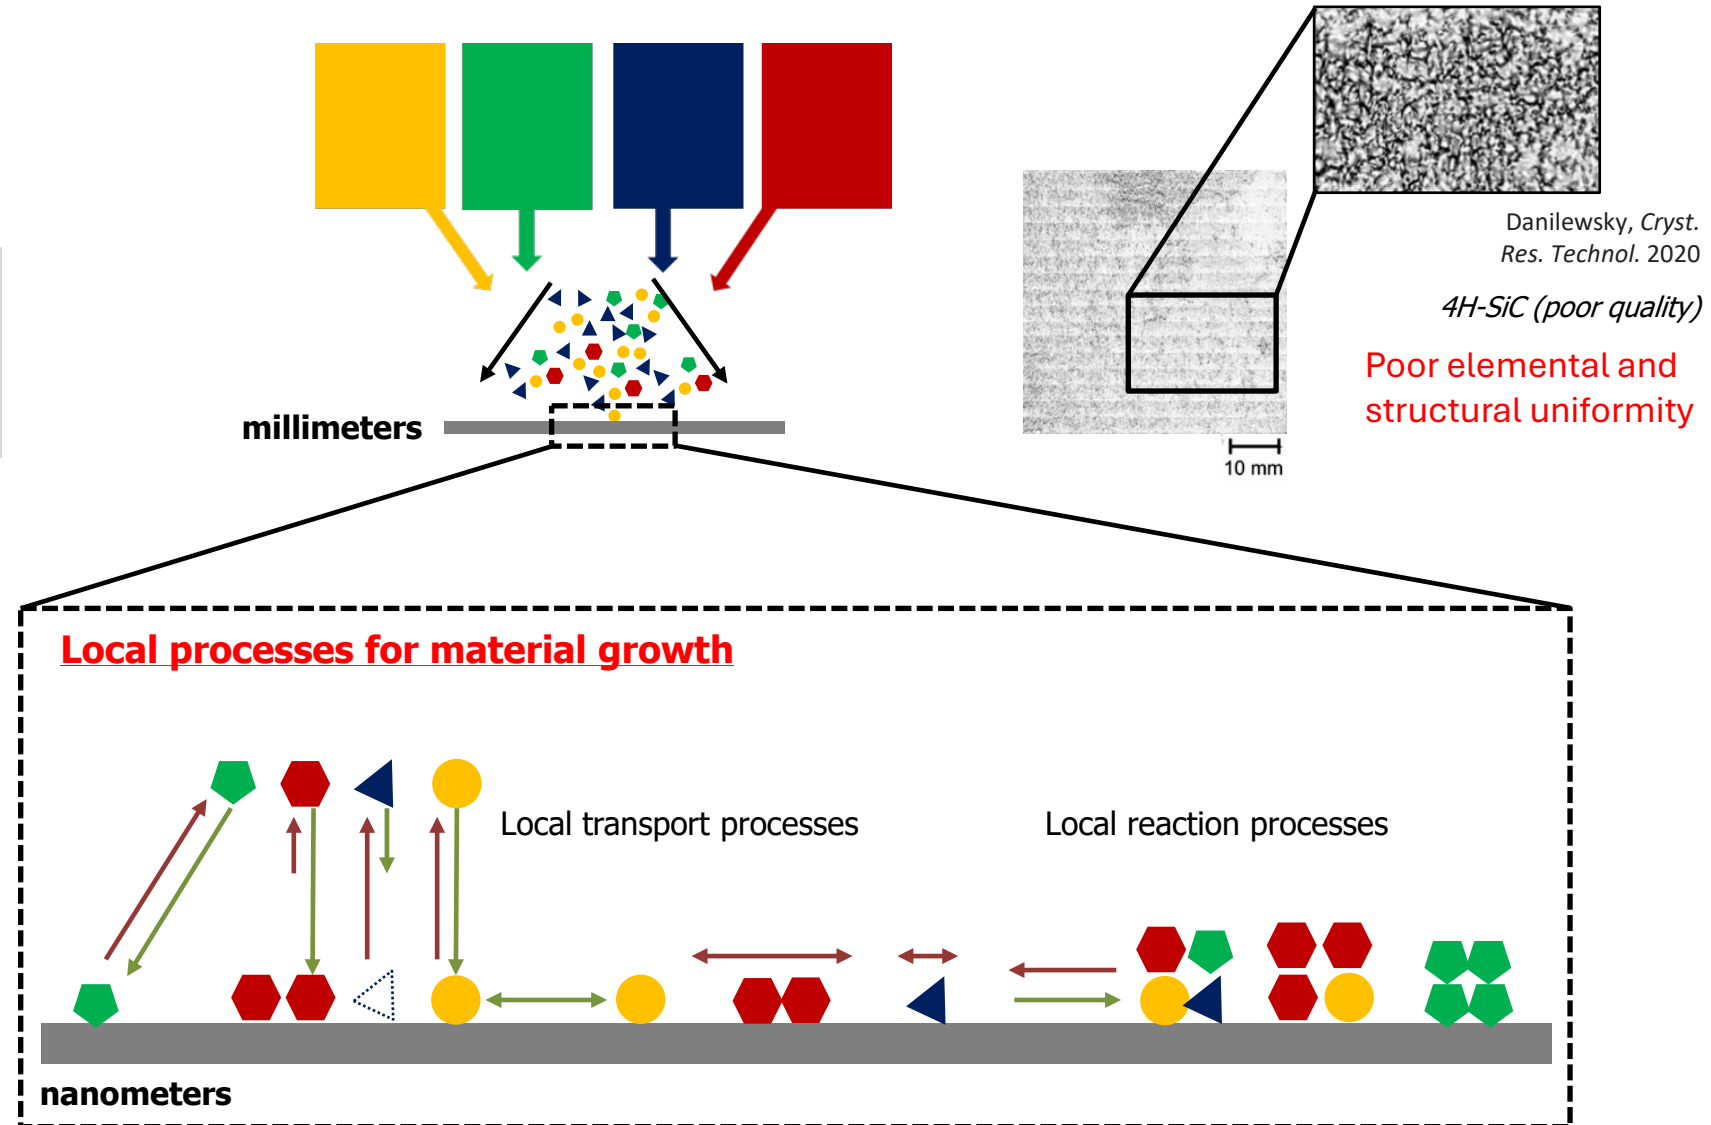 Danilewsky, Cryst.
Res. Technol. 2020
4H-SiC (poor quality)
Poor elemental and
structural uniformity
millimeters
10 mm
Local processes for material growth
Local transport processes
Local reaction processes
nanometers